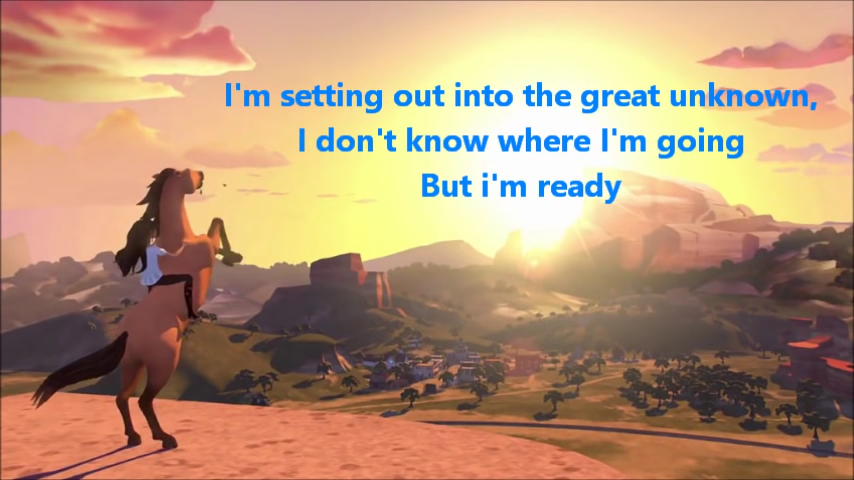 I'm setting out into the great unknown,
I don't know where I'm going
But i'm ready